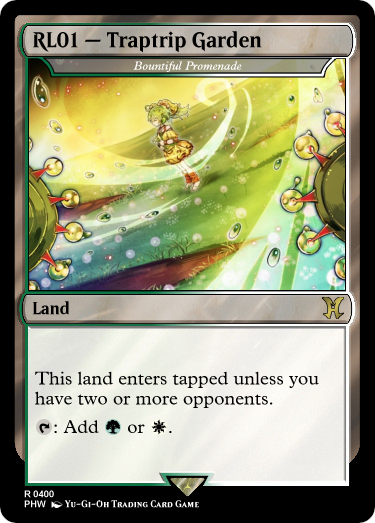 RL01 — Traptrip Garden
Bountiful Promenade
Land
This land enters tapped unless you
have two or more opponents.
: Add or .
R 0400
PHW Yu-Gi-Oh Trading Card Game